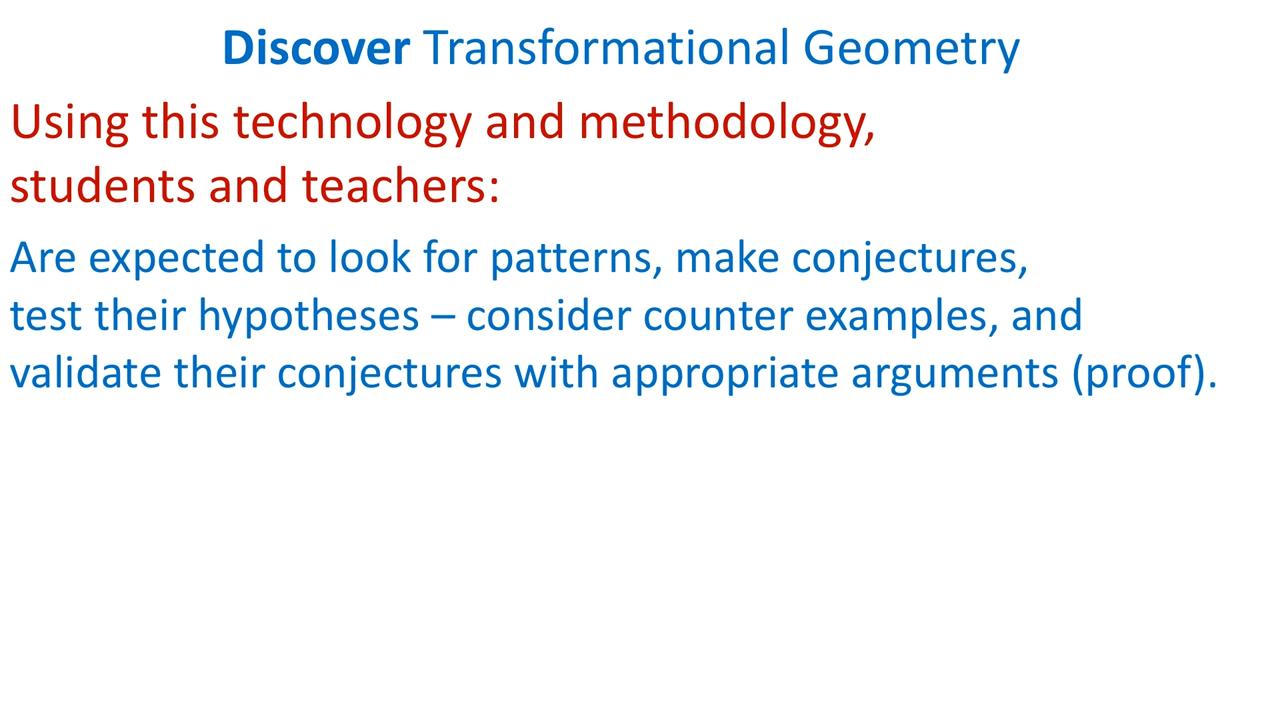 Discover Transformational Geometry
Using this technology and methodology,
students and teachers:
Are expected to look for patterns, make conjectures,
test their hypotheses – consider counter examples, and
validate their conjectures with appropriate arguments (proof).